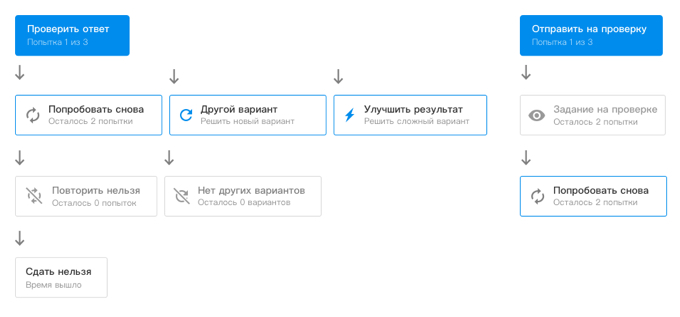 Проверить ответ
Попытка 1 из 3
Отправить на проверку
Попытка 1 из 3
Попробовать снова
Осталось 2 попытки
Другой вариант
Решить новый вариант
Улучшить результат
Решить сложный вариант
Задание на проверке
Осталось 2 попытки
Повторить нельзя
Осталось 0 попыток
Нет других вариантов
Осталось 0 вариантов
Попробовать снова
Осталось 2 попытки
Сдать нельзя
Время вышло